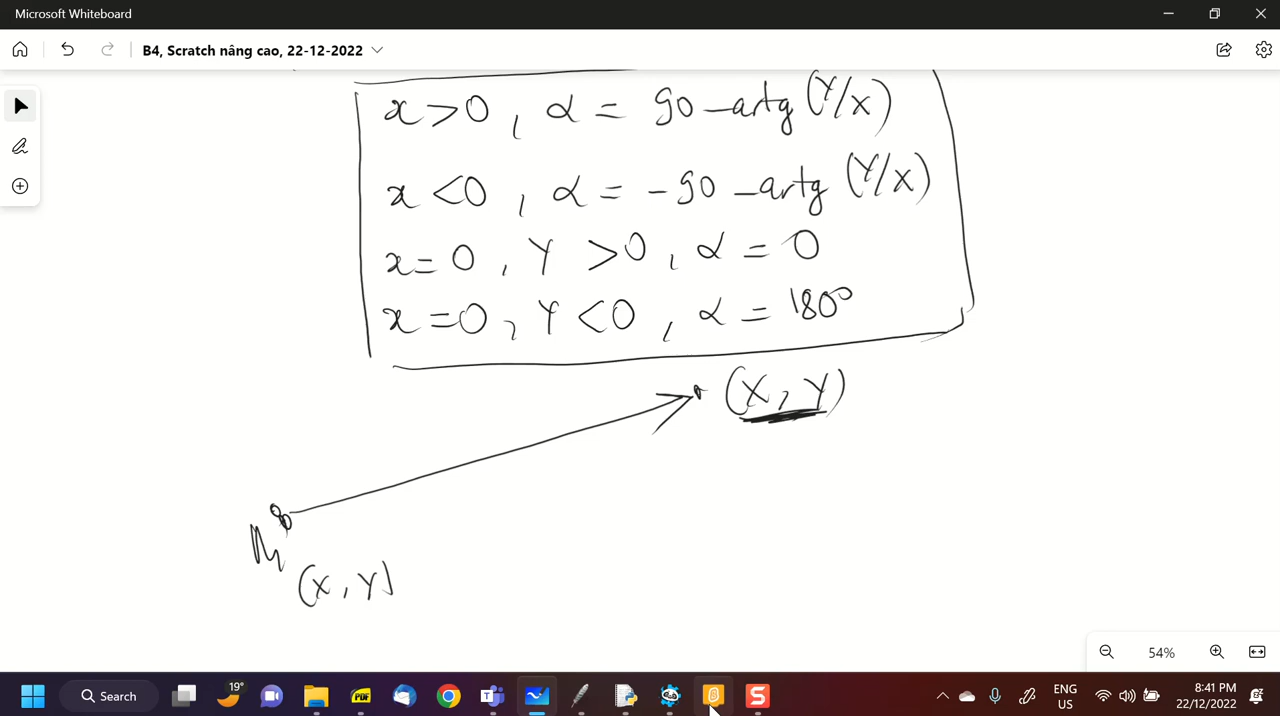 Microsoft Whiteboard
B4, Scratch nâng cao, 22-12-2022
x > 0 , α = 90 - artg (Y/X)
x < 0 , α = -90 - artg (Y/X)
x = 0 , Y > 0 , α = 0
x = 0 , Y < 0 , α = 180°
(X, Y)
(X, Y)
54%
19°
Search
ENG
US
8:41 PM
22/12/2022